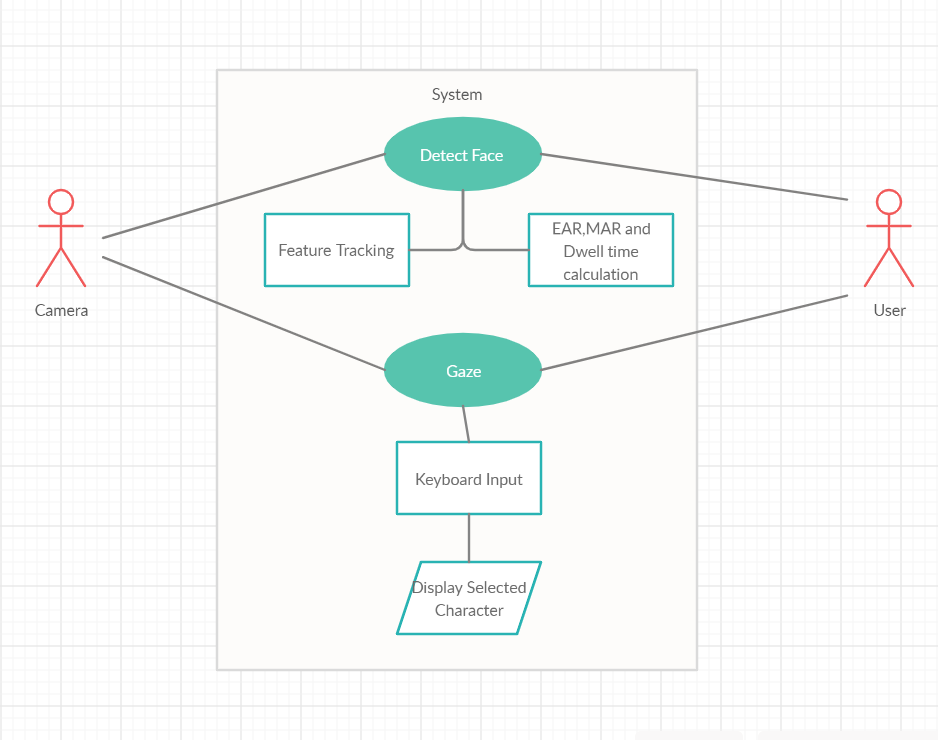 System
Detect Face
Feature Tracking
EAR,MAR and
Dwell time
calculation
Camera
User
Gaze
Keyboard Input
Display Selected
Character